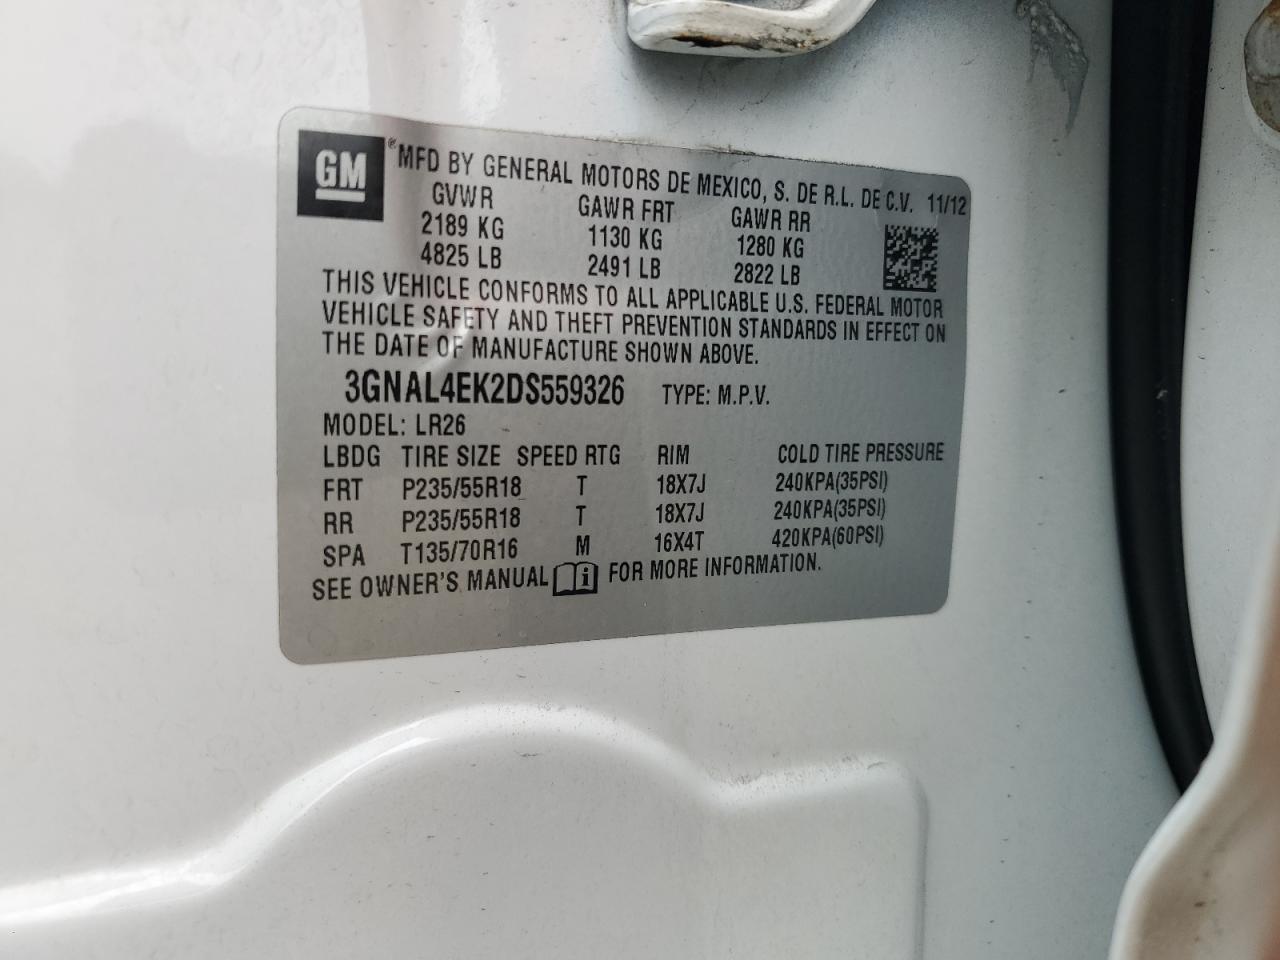 GM ® MFD BY GENERAL MOTORS DE MEXICO, S. DE R.L. DE C.V. 11/12
GVWR GAWR FRT GAWR RR
2189 KG 1130 KG 1280 KG
4825 LB 2491 LB 2822 LB
THIS VEHICLE CONFORMS TO ALL APPLICABLE U.S. FEDERAL MOTOR
VEHICLE SAFETY AND THEFT PREVENTION STANDARDS IN EFFECT ON
THE DATE OF MANUFACTURE SHOWN ABOVE.
3GNAL4EK2DS559326 TYPE: M.P.V.
MODEL: LR26
LBDG TIRE SIZE SPEED RTG RIM COLD TIRE PRESSURE
FRT P235/55R18 T 18X7J 240KPA(35PSI)
RR P235/55R18 T 18X7J 240KPA(35PSI)
SPA T135/70R16 M 16X4T 420KPA(60PSI)
SEE OWNER'S MANUAL i FOR MORE INFORMATION.